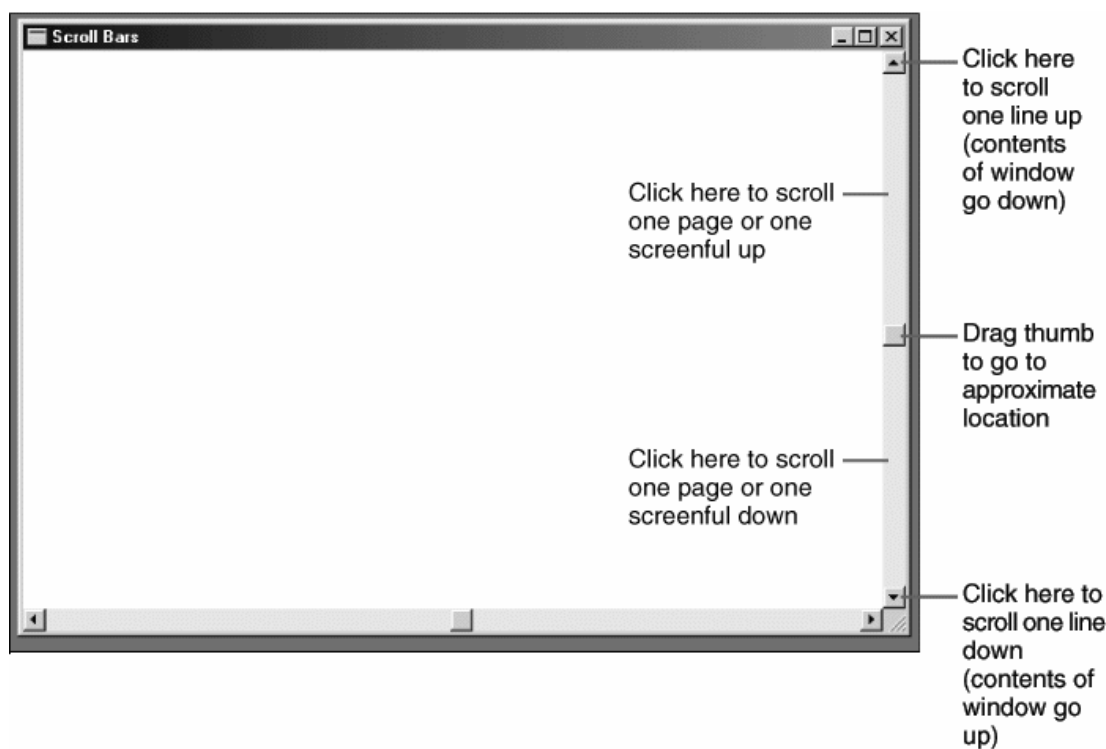 Scroll Bars
Click here
to scroll
one line up
(contents
of window
go down)
Click here to scroll
one page or one
screenful up
Drag thumb
to go to
approximate
location
Click here to scroll
one page or one
screenful down
Click here to
scroll one line
down
(contents of
window go
up)